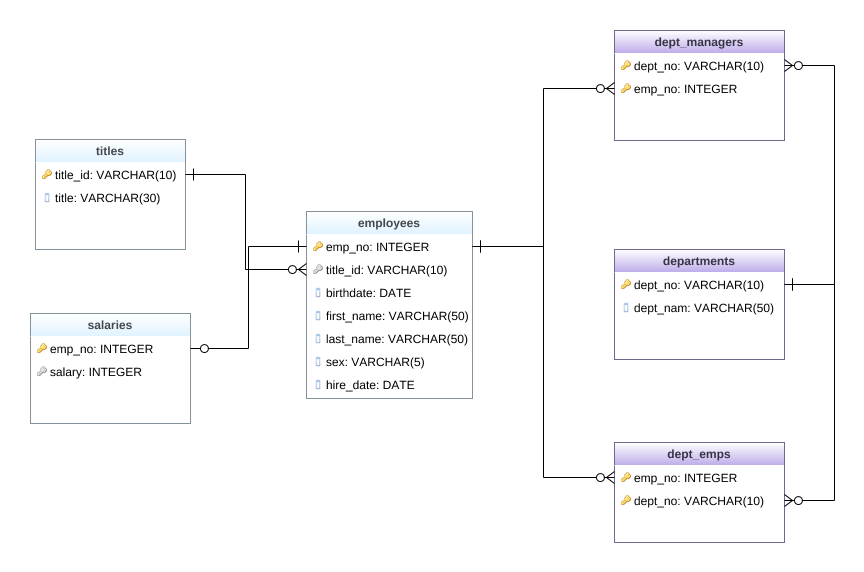 titles
title_id: VARCHAR(10)
title: VARCHAR(30)
salaries
emp_no: INTEGER
salary: INTEGER
employees
emp_no: INTEGER
title_id: VARCHAR(10)
birthdate: DATE
first_name: VARCHAR(50)
last_name: VARCHAR(50)
sex: VARCHAR(5)
hire_date: DATE
dept_managers
dept_no: VARCHAR(10)
emp_no: INTEGER
departments
dept_no: VARCHAR(10)
dept_nam: VARCHAR(50)
dept_emps
emp_no: INTEGER
dept_no: VARCHAR(10)